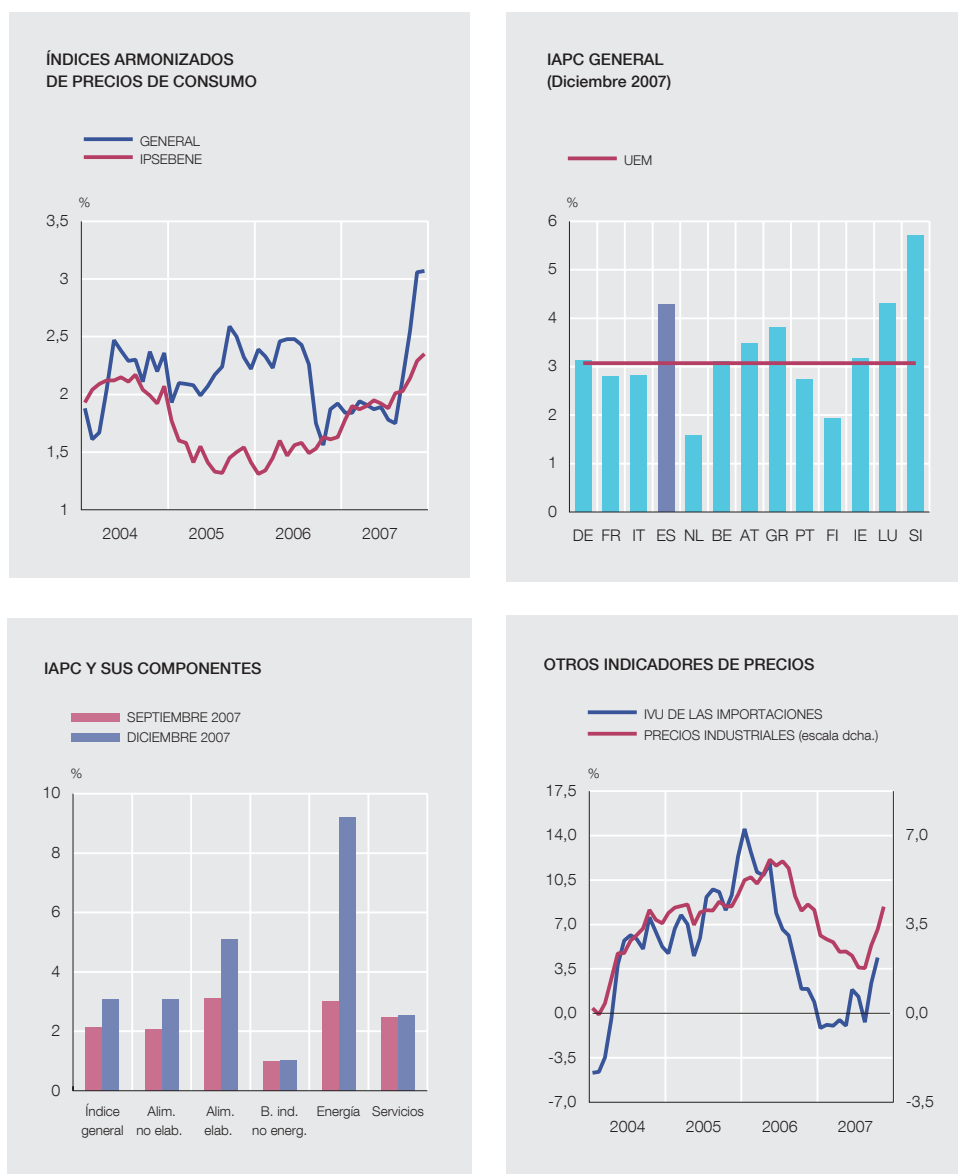 ÍNDICES ARMONIZADOS
DE PRECIOS DE CONSUMO
GENERAL
IPSEBENE
%
3,5
3
2,5
2
1,5
1
2004 2005 2006 2007
IAPC GENERAL
(Diciembre 2007)
UEM
%
6
5
4
3
2
1
0
DE FR IT ES NL BE AT GR PT FI IE LU SI
IAPC Y SUS COMPONENTES
SEPTIEMBRE 2007
DICIEMBRE 2007
%
10
8
6
4
2
0
Índice Alim. Alim. B. ind. Energía Servicios
general no elab. elab. no energ.
OTROS INDICADORES DE PRECIOS
IVU DE LAS IMPORTACIONES
PRECIOS INDUSTRIALES (escala dcha.)
%
17,5
14,0 7,0
10,5
7,0 3,5
3,5
0,0 0,0
-3,5
-7,0 -3,5
2004 2005 2006 2007